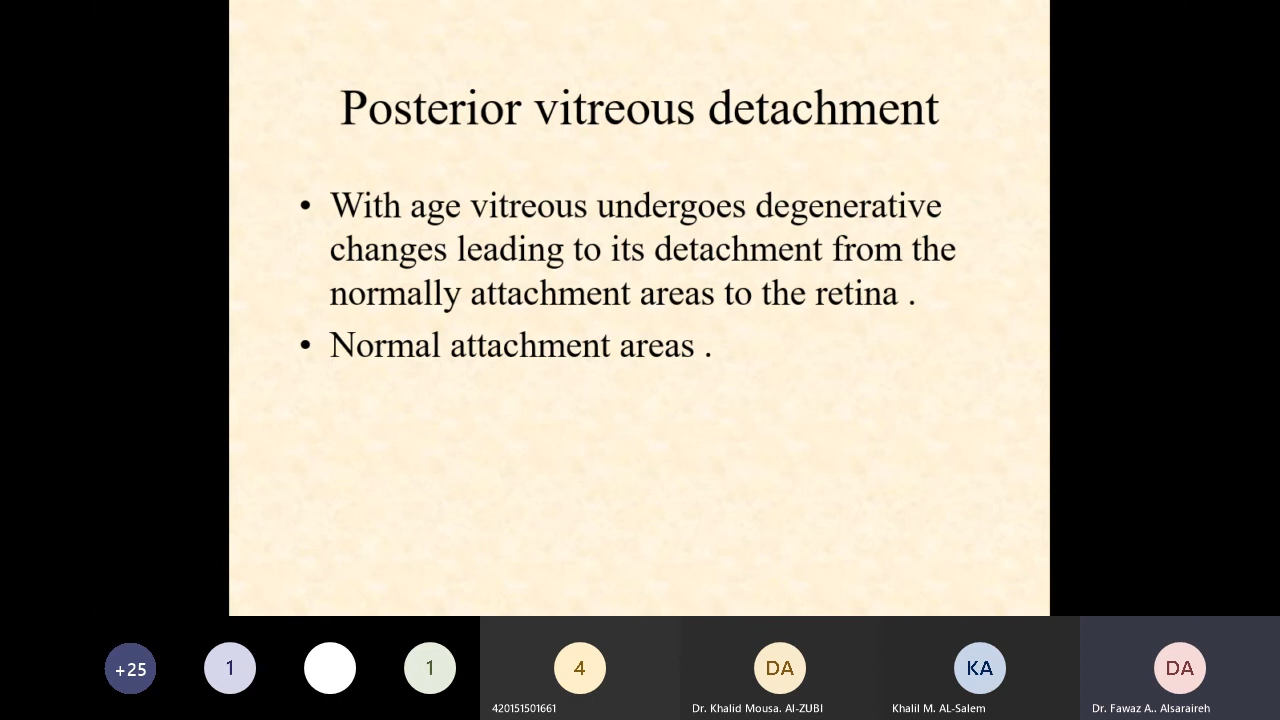 Posterior vitreous detachment
• With age vitreous undergoes degenerative
changes leading to its detachment from the
normally attachment areas to the retina .
• Normal attachment areas .
+25
1
1
4
DA
KA
DA
420151501661
Dr. Khalid Mousa. Al-ZUBI
Khalil M. AL-Salem
Dr. Fawaz A.. Alsaraireh